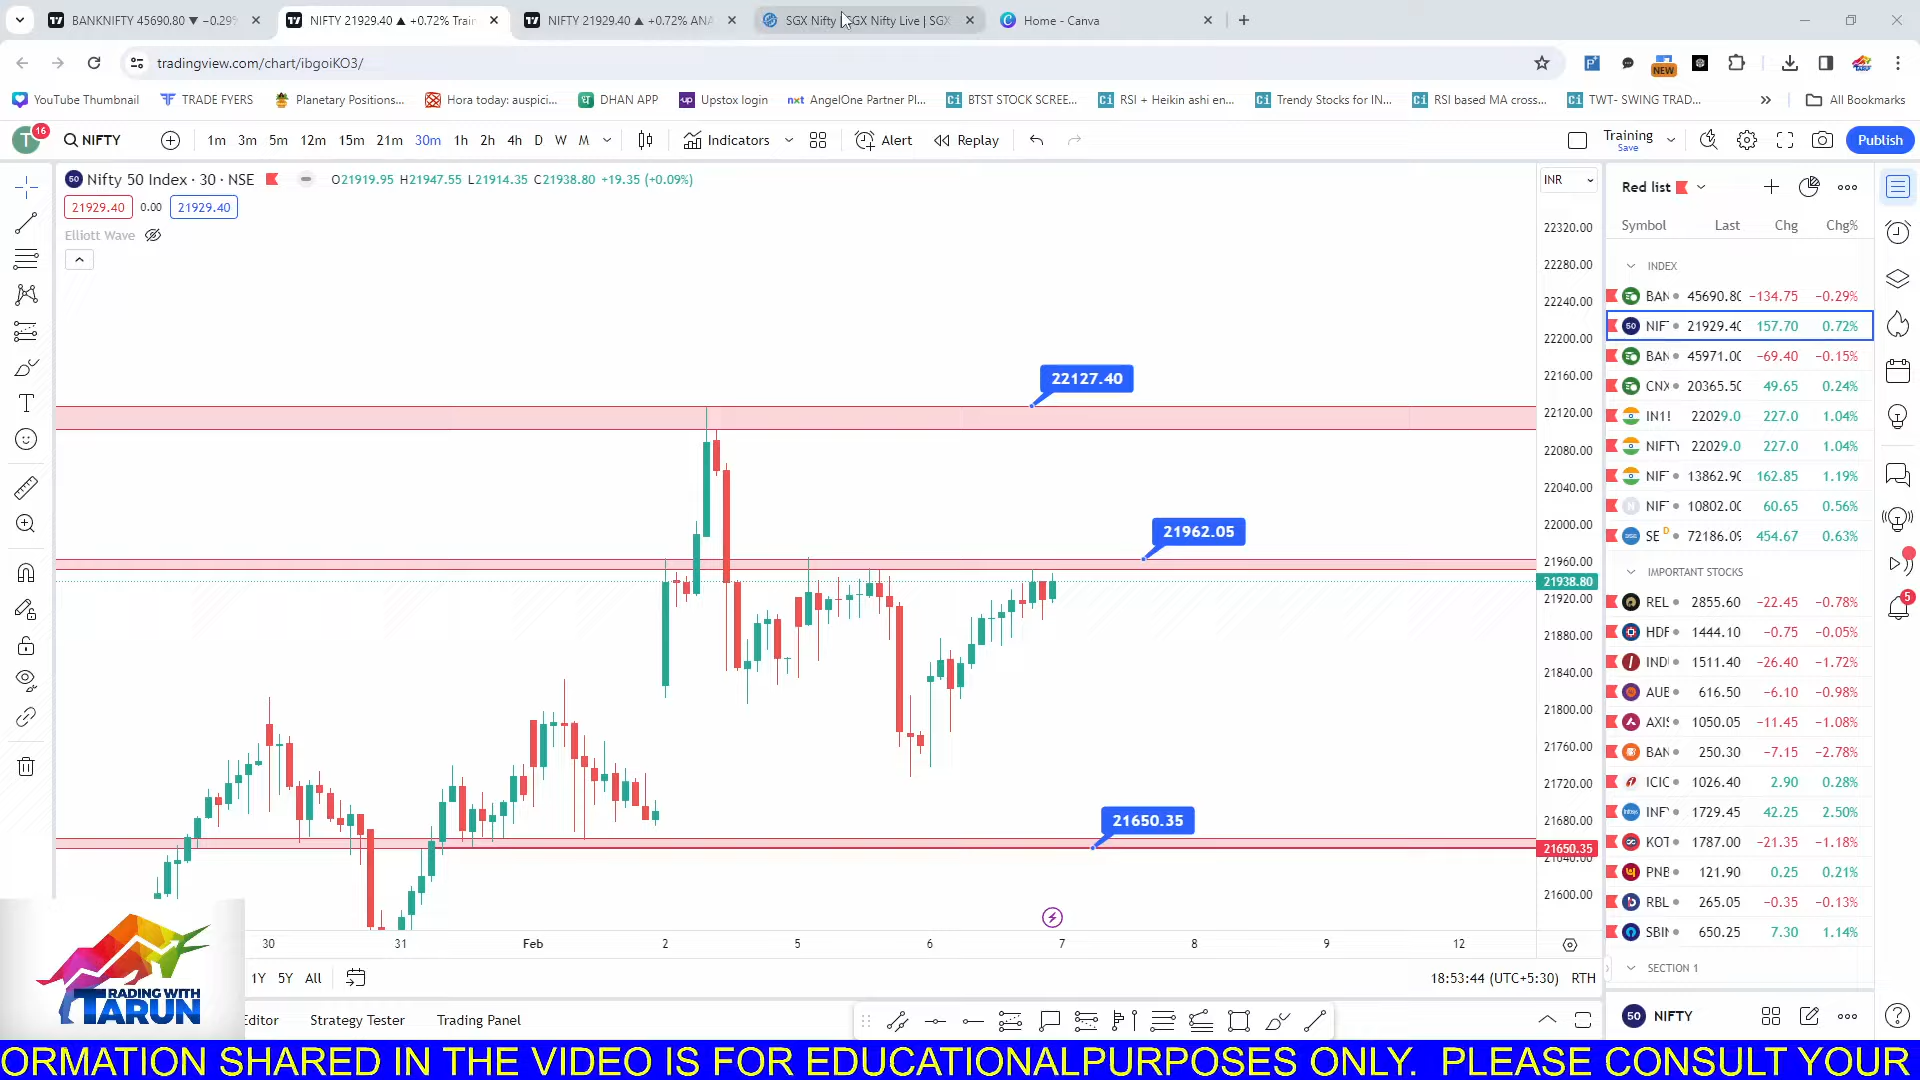 BANKNIFTY 45690.80 ▼ −0.29%
NIFTY 21929.40 ▲ +0.72% Train
NIFTY 21929.40 ▲ +0.72% ANA
SGX Nifty | SGX Nifty Live | SGX
Home - Canva
tradingview.com/chart/ibgoiKO3/
NEW
YouTube Thumbnail
TRADE FYERS
Planetary Positions...
Hora today: auspici...
DHAN APP
Upstox login
AngelOne Partner Pl...
BTST STOCK SCREE...
RSI + Heikin ashi en...
Trendy Stocks for IN...
RSI based MA cross...
TWT- SWING TRAD...
All Bookmarks
T 16 NIFTY 1m 3m 5m 12m 15m 21m 30m 1h 2h 4h D W M Indicators Alert Replay Training Save Publish
Nifty 50 Index · 30 · NSE O21919.95 H21947.55 L21914.35 C21938.80 +19.35 (+0.09%)
21929.40 0.00 21929.40
Elliott Wave
INR
22320.00
22280.00
22240.00
22200.00
22160.00
22120.00
22080.00
22040.00
22000.00
21960.00
21938.80
21920.00
21880.00
21840.00
21800.00
21760.00
21720.00
21680.00
21650.35
21640.00
21600.00
22127.40
21962.05
21650.35
30 31 Feb 2 5 6 7 8 9 12
1Y 5Y All
18:53:44 (UTC+5:30) RTH
Editor Strategy Tester Trading Panel
Red list
Symbol Last Chg Chg%
INDEX
BAN 45690.80 −134.75 −0.29%
NIF 21929.40 157.70 0.72%
BAN 45971.00 −69.40 −0.15%
CNX 20365.50 49.65 0.24%
IN1! 22029.0 227.0 1.04%
NIFTY 22029.0 227.0 1.04%
NIF 13862.90 162.85 1.19%
NIF 10802.00 60.65 0.56%
SE D 72186.09 454.67 0.63%
IMPORTANT STOCKS
REL 2855.60 −22.45 −0.78%
HDF 1444.10 −0.75 −0.05%
IND 1511.40 −26.40 −1.72%
AUB 616.50 −6.10 −0.98%
AXIS 1050.05 −11.45 −1.08%
BAN 250.30 −7.15 −2.78%
ICIC 1026.40 2.90 0.28%
INFY 1729.45 42.25 2.50%
KOT 1787.00 −21.35 −1.18%
PNB 121.90 0.25 0.21%
RBL 265.05 −0.35 −0.13%
SBIN 650.25 7.30 1.14%
SECTION 1
50 NIFTY
5
TRADING WITH
TARUN
ORMATION SHARED IN THE VIDEO IS FOR EDUCATIONALPURPOSES ONLY. PLEASE CONSULT YOUR